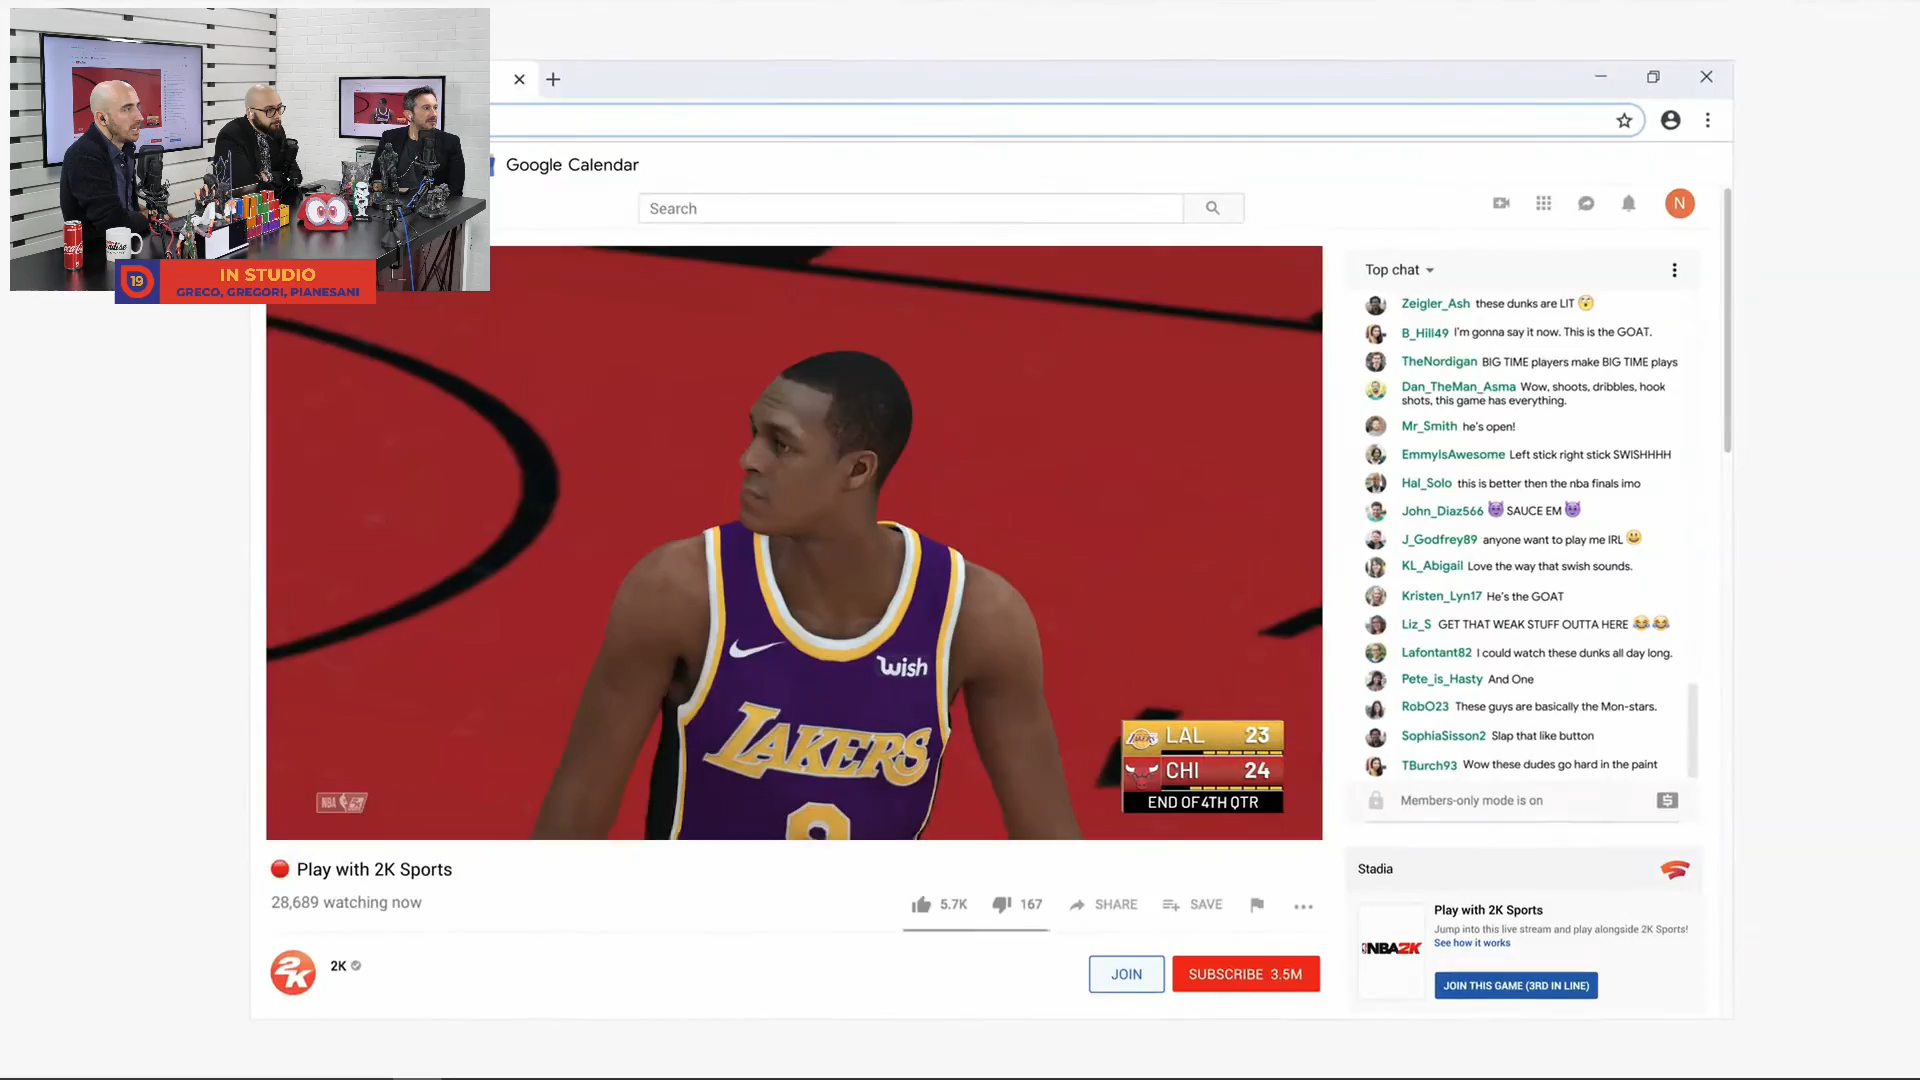 19
IN STUDIO
GRECO, GREGORI, PIANESANI
Google Calendar
Search
wish
LAKERS
LAL 23
CHI 24
END OF 4TH QTR
NBA 2K
Play with 2K Sports
28,689 watching now
5.7K
167
SHARE
SAVE
2K
2K
JOIN
SUBSCRIBE 3.5M
N
Top chat
Zeigler_Ash these dunks are LIT 😲
B_Hill49 I'm gonna say it now. This is the GOAT.
TheNordigan BIG TIME players make BIG TIME plays
Dan_TheMan_Asma Wow, shoots, dribbles, hook
shots, this game has everything.
Mr_Smith he's open!
EmmyIsAwesome Left stick right stick SWISHHHH
Hal_Solo this is better then the nba finals imo
John_Diaz566 😈 SAUCE EM 😈
J_Godfrey89 anyone want to play me IRL 😃
KL_Abigail Love the way that swish sounds.
Kristen_Lyn17 He's the GOAT
Liz_S GET THAT WEAK STUFF OUTTA HERE 😂😂
Lafontant82 I could watch these dunks all day long.
Pete_is_Hasty And One
RobO23 These guys are basically the Mon-stars.
SophiaSisson2 Slap that like button
TBurch93 Wow these dudes go hard in the paint
Members-only mode is on
Stadia
NBA2K
Play with 2K Sports
Jump into this live stream and play alongside 2K Sports!
See how it works
JOIN THIS GAME (3RD IN LINE)